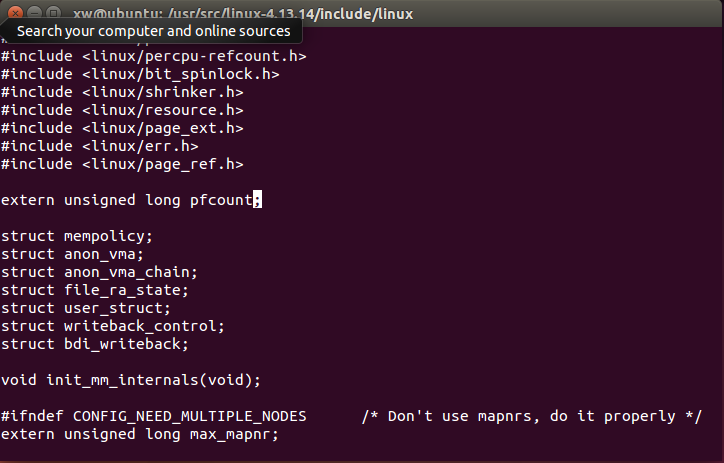 xw@ubuntu: /usr/src/linux-4.13.14/include/linux
Search your computer and online sources
#include <linux/percpu-refcount.h>
#include <linux/bit_spinlock.h>
#include <linux/shrinker.h>
#include <linux/resource.h>
#include <linux/page_ext.h>
#include <linux/err.h>
#include <linux/page_ref.h>
extern unsigned long pfcount;
struct mempolicy;
struct anon_vma;
struct anon_vma_chain;
struct file_ra_state;
struct user_struct;
struct writeback_control;
struct bdi_writeback;
void init_mm_internals(void);
#ifndef CONFIG_NEED_MULTIPLE_NODES /* Don't use mapnrs, do it properly */
extern unsigned long max_mapnr;